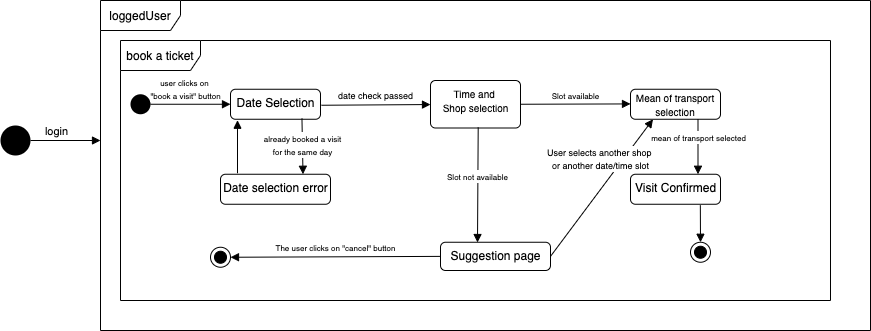 loggedUser
book a ticket
user clicks on
"book a visit" button
Date Selection
date check passed
Time and
Shop selection
Slot available
Mean of transport
selection
login
already booked a visit
for the same day
mean of transport selected
User selects another shop
or another date/time slot
Slot not available
Date selection error
Visit Confirmed
The user clicks on "cancel" button
Suggestion page